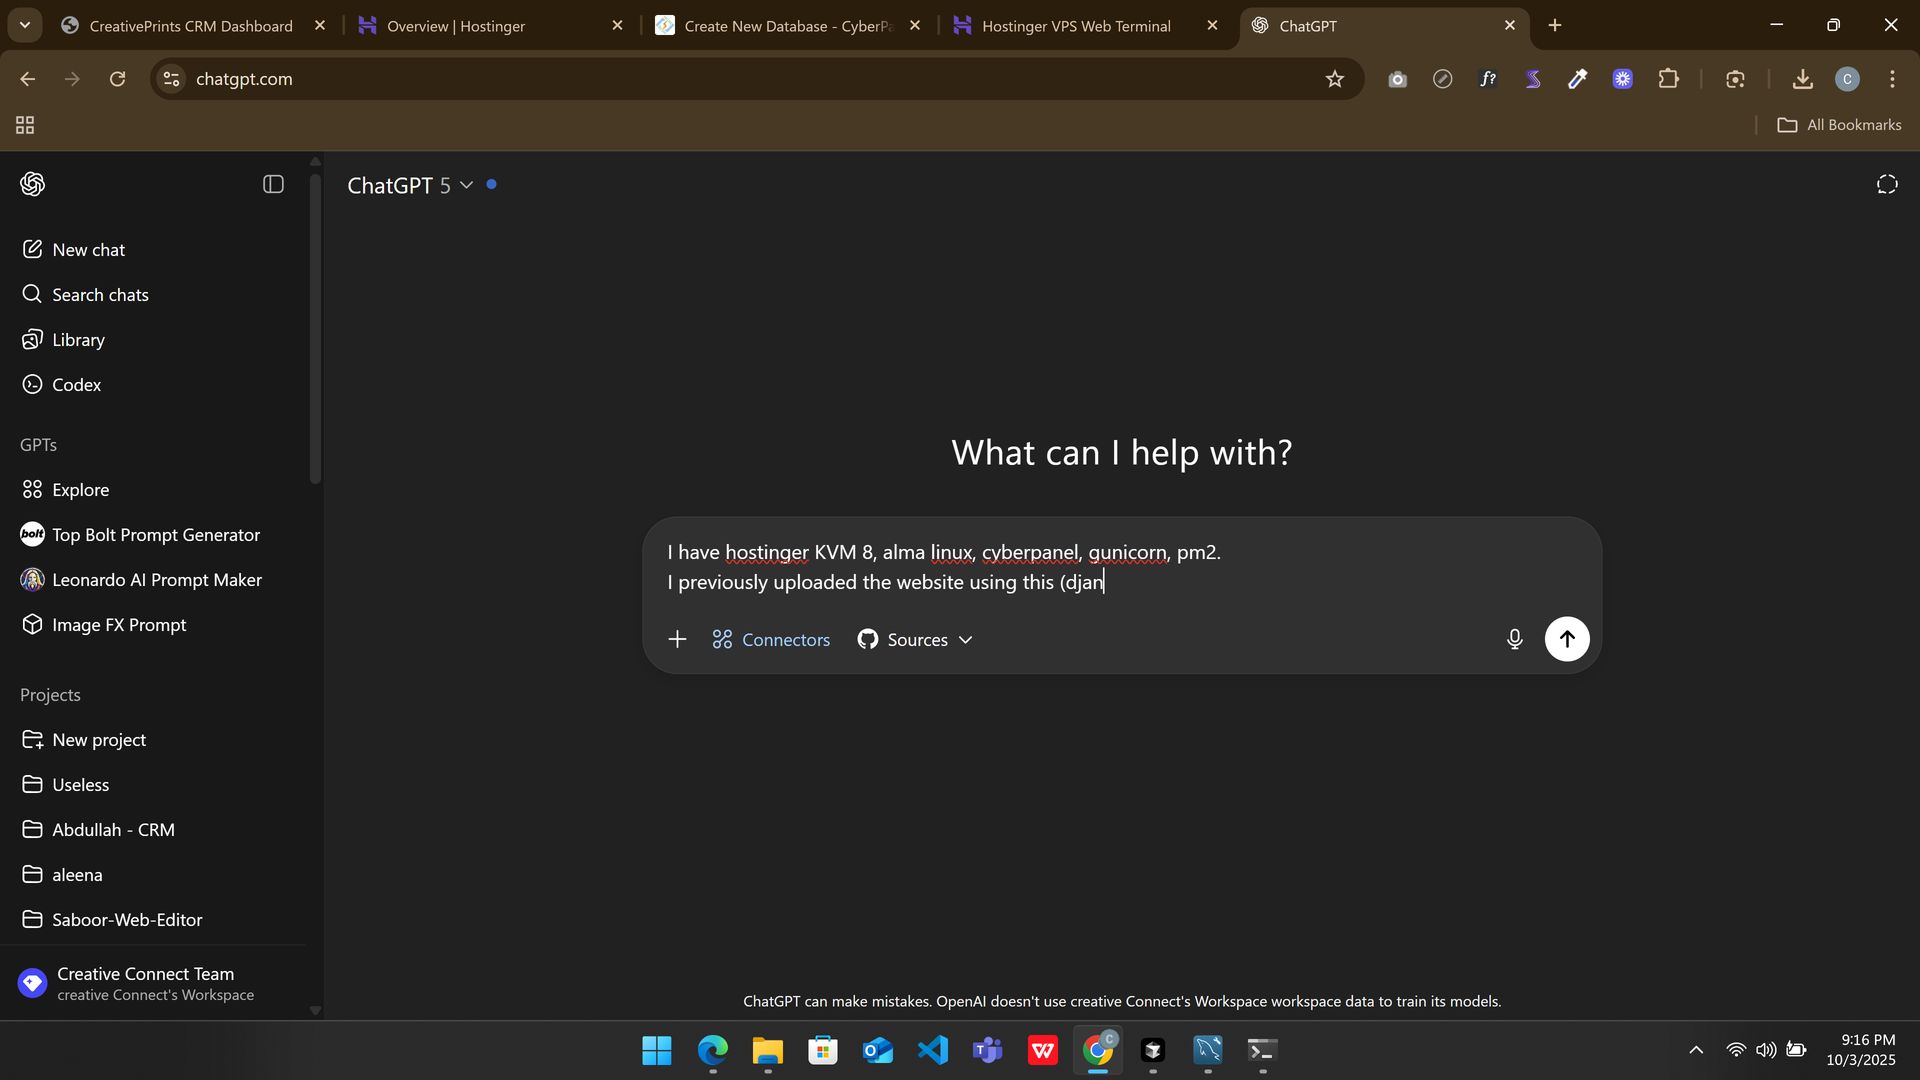 CreativePrints CRM Dashboard
Overview | Hostinger
Create New Database - CyberPa
Hostinger VPS Web Terminal
ChatGPT
chatgpt.com
f?
C
All Bookmarks
ChatGPT 5
New chat
Search chats
Library
Codex
GPTs
Explore
bolt
Top Bolt Prompt Generator
Leonardo AI Prompt Maker
Image FX Prompt
Projects
New project
Useless
Abdullah - CRM
aleena
Saboor-Web-Editor
Creative Connect Team
creative Connect's Workspace
What can I help with?
I have hostinger KVM 8, alma linux, cyberpanel, gunicorn, pm2.
I previously uploaded the website using this (djan
Connectors
Sources
ChatGPT can make mistakes. OpenAI doesn't use creative Connect's Workspace workspace data to train its models.
C
9:16 PM
10/3/2025